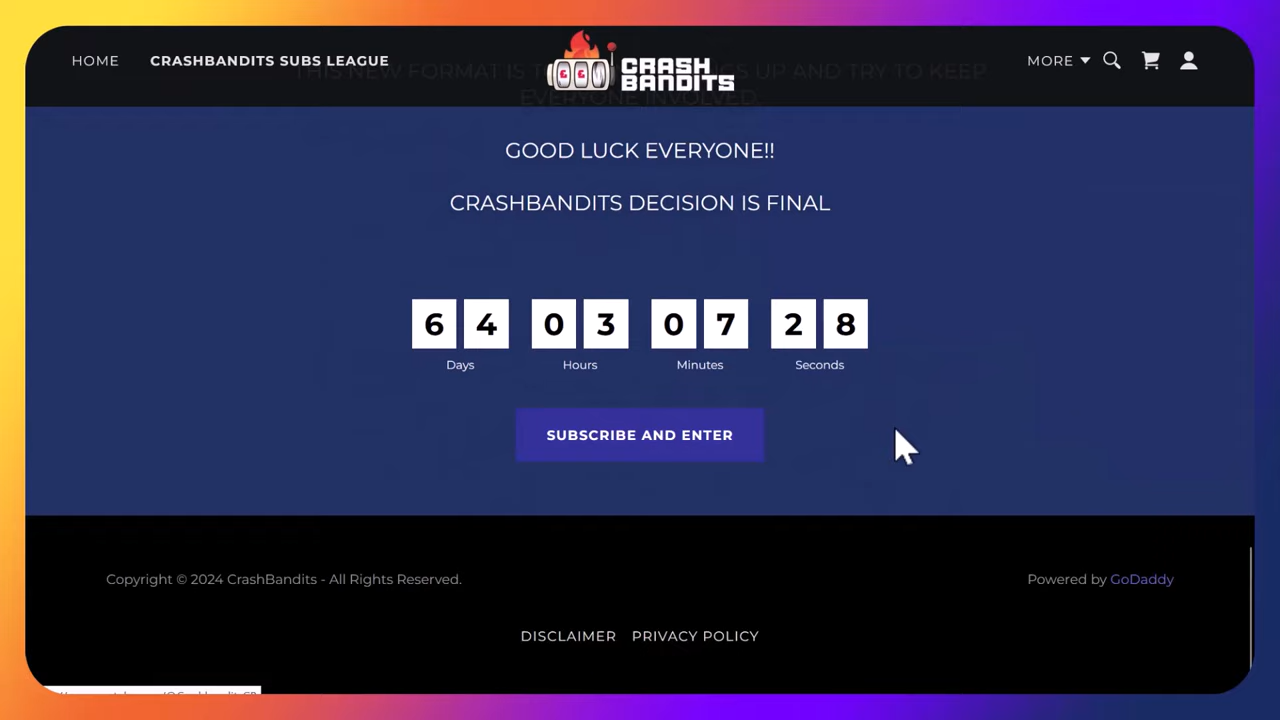 HOME
CRASHBANDITS SUBS LEAGUE
CRASH
BANDITS
MORE
EVERYONE INVOLVED.
GOOD LUCK EVERYONE!!
CRASHBANDITS DECISION IS FINAL
6 4 0 3 0 7 2 8
Days Hours Minutes Seconds
SUBSCRIBE AND ENTER
Copyright © 2024 CrashBandits - All Rights Reserved.
Powered by GoDaddy
DISCLAIMER PRIVACY POLICY